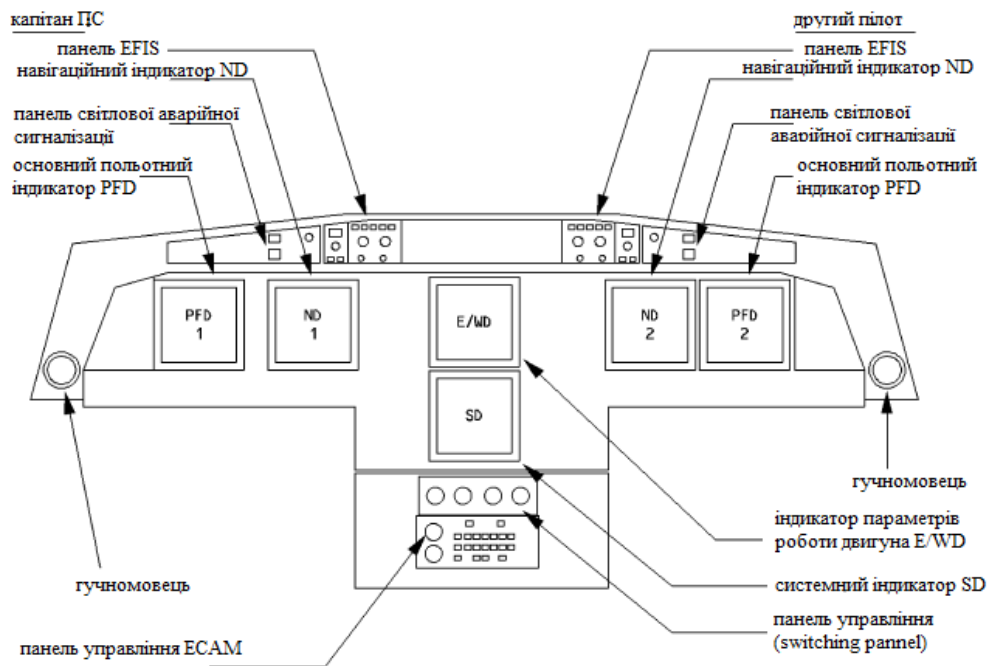 капітан ПС
панель EFIS
навігаційний індикатор ND
панель світлової аварійної
сигналізації
основний польотний
індикатор PFD
другий пілот
панель EFIS
навігаційний індикатор ND
панель світлової
аварійної сигналізації
основний польотний
індикатор PFD
PFD
1
ND
1
E/WD
ND
2
PFD
2
SD
гучномовець
індикатор параметрів
роботи двигуна E/WD
гучномовець
системний індикатор SD
панель управління
(switching pannel)
панель управління ECAM